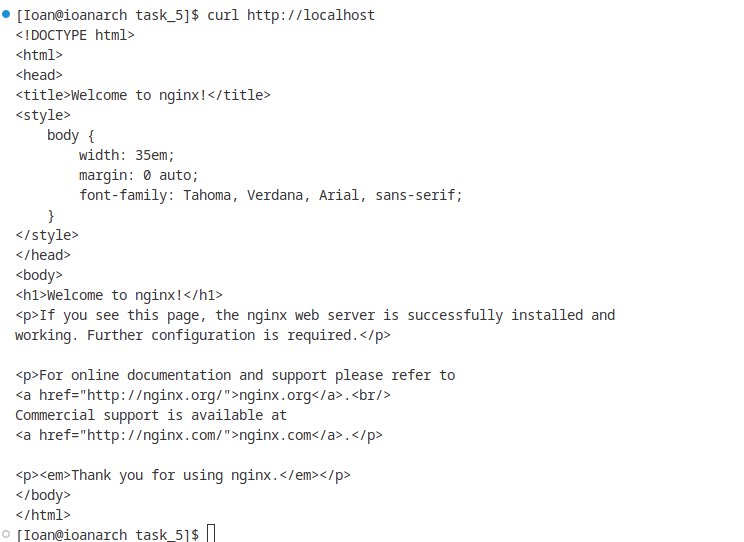 [Ioan@ioanarch task_5]$ curl http://localhost
<!DOCTYPE html>
<html>
<head>
<title>Welcome to nginx!</title>
<style>
    body {
        width: 35em;
        margin: 0 auto;
        font-family: Tahoma, Verdana, Arial, sans-serif;
    }
</style>
</head>
<body>
<h1>Welcome to nginx!</h1>
<p>If you see this page, the nginx web server is successfully installed and
working. Further configuration is required.</p>

<p>For online documentation and support please refer to
<a href="http://nginx.org/">nginx.org</a>.<br/>
Commercial support is available at
<a href="http://nginx.com/">nginx.com</a>.</p>

<p><em>Thank you for using nginx.</em></p>
</body>
</html>
[Ioan@ioanarch task_5]$